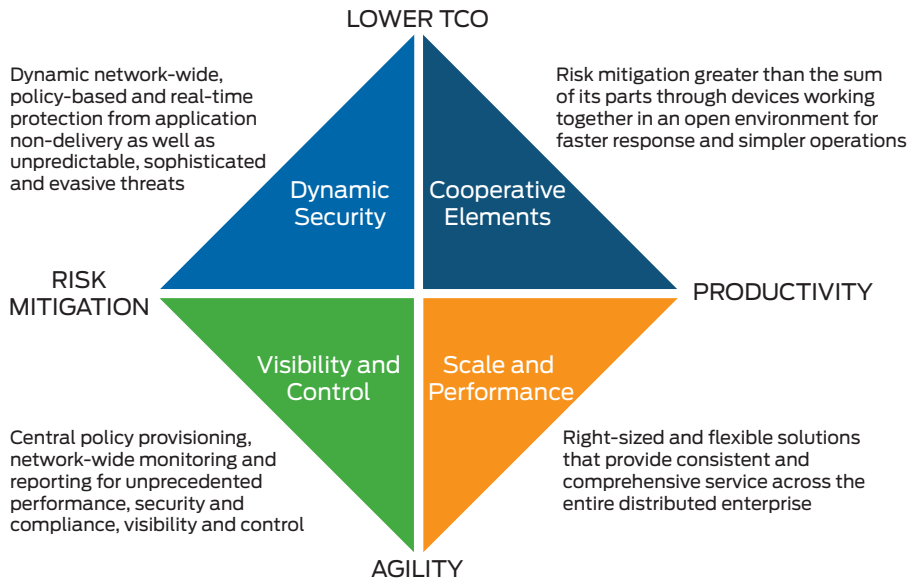 LOWER TCO
Dynamic network-wide,
policy-based and real-time
protection from application
non-delivery as well as
unpredictable, sophisticated
and evasive threats
Risk mitigation greater than the sum
of its parts through devices working
together in an open environment for
faster response and simpler operations
Dynamic
Security
Cooperative
Elements
RISK
MITIGATION
PRODUCTIVITY
Visibility and
Control
Scale and
Performance
Central policy provisioning,
network-wide monitoring and
reporting for unprecedented
performance, security and
compliance, visibility and control
Right-sized and flexible solutions
that provide consistent and
comprehensive service across the
entire distributed enterprise
AGILITY